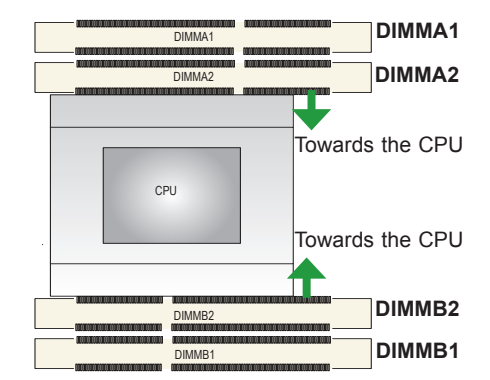 DIMMA1 DIMMA1
DIMMA2 DIMMA2
Towards the CPU
CPU
Towards the CPU
DIMMB2 DIMMB2
DIMMB1 DIMMB1